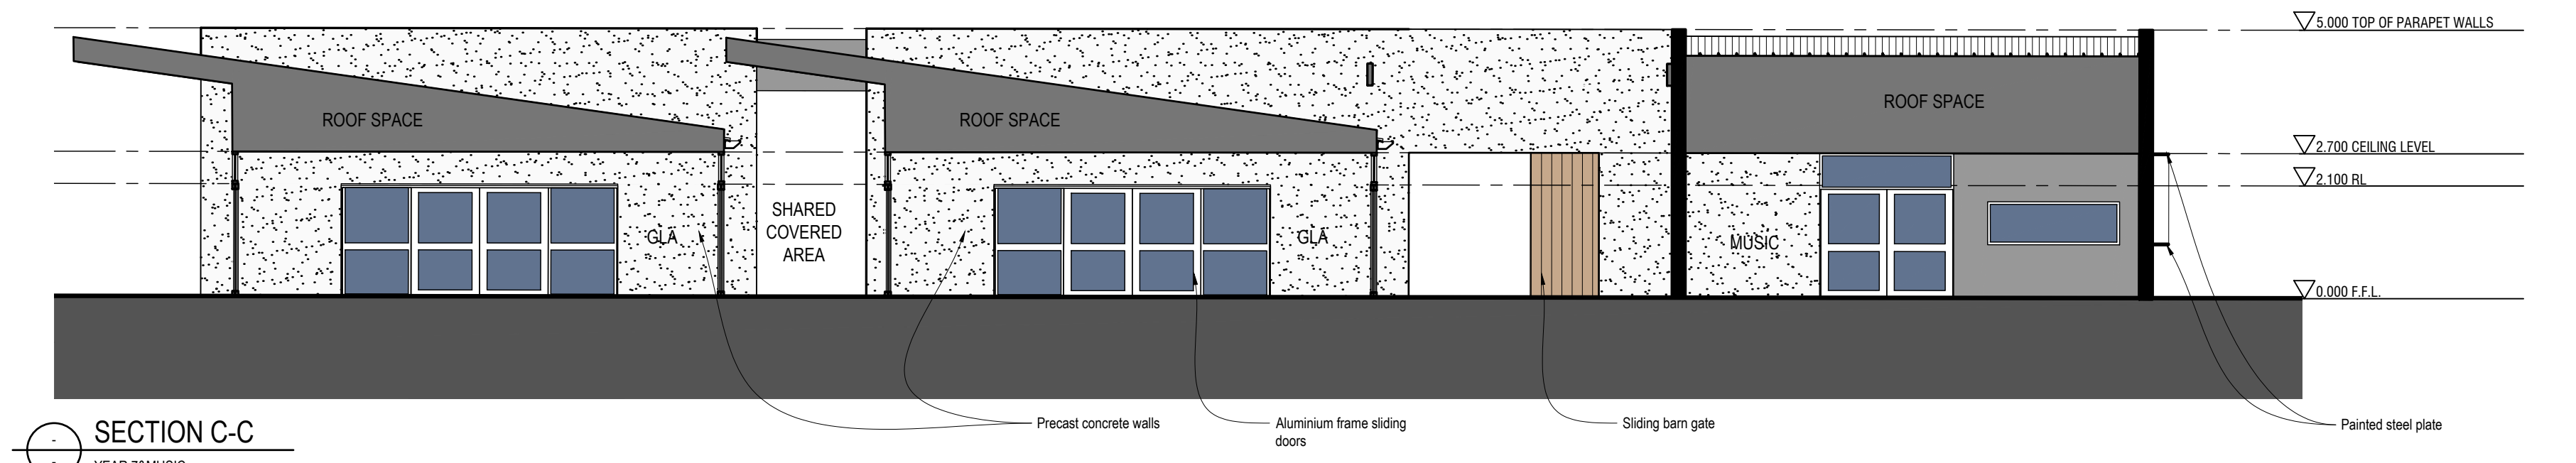 5.000 TOP OF PARAPET WALLS
ROOF SPACE
ROOF SPACE
ROOF SPACE
2.700 CEILING LEVEL
2.100 RL
SHARED
COVERED
AREA
GLA
GLA
MUSIC
0.000 F.F.L.
Precast concrete walls
Aluminium frame sliding
doors
Sliding barn gate
Painted steel plate
-
SECTION C-C